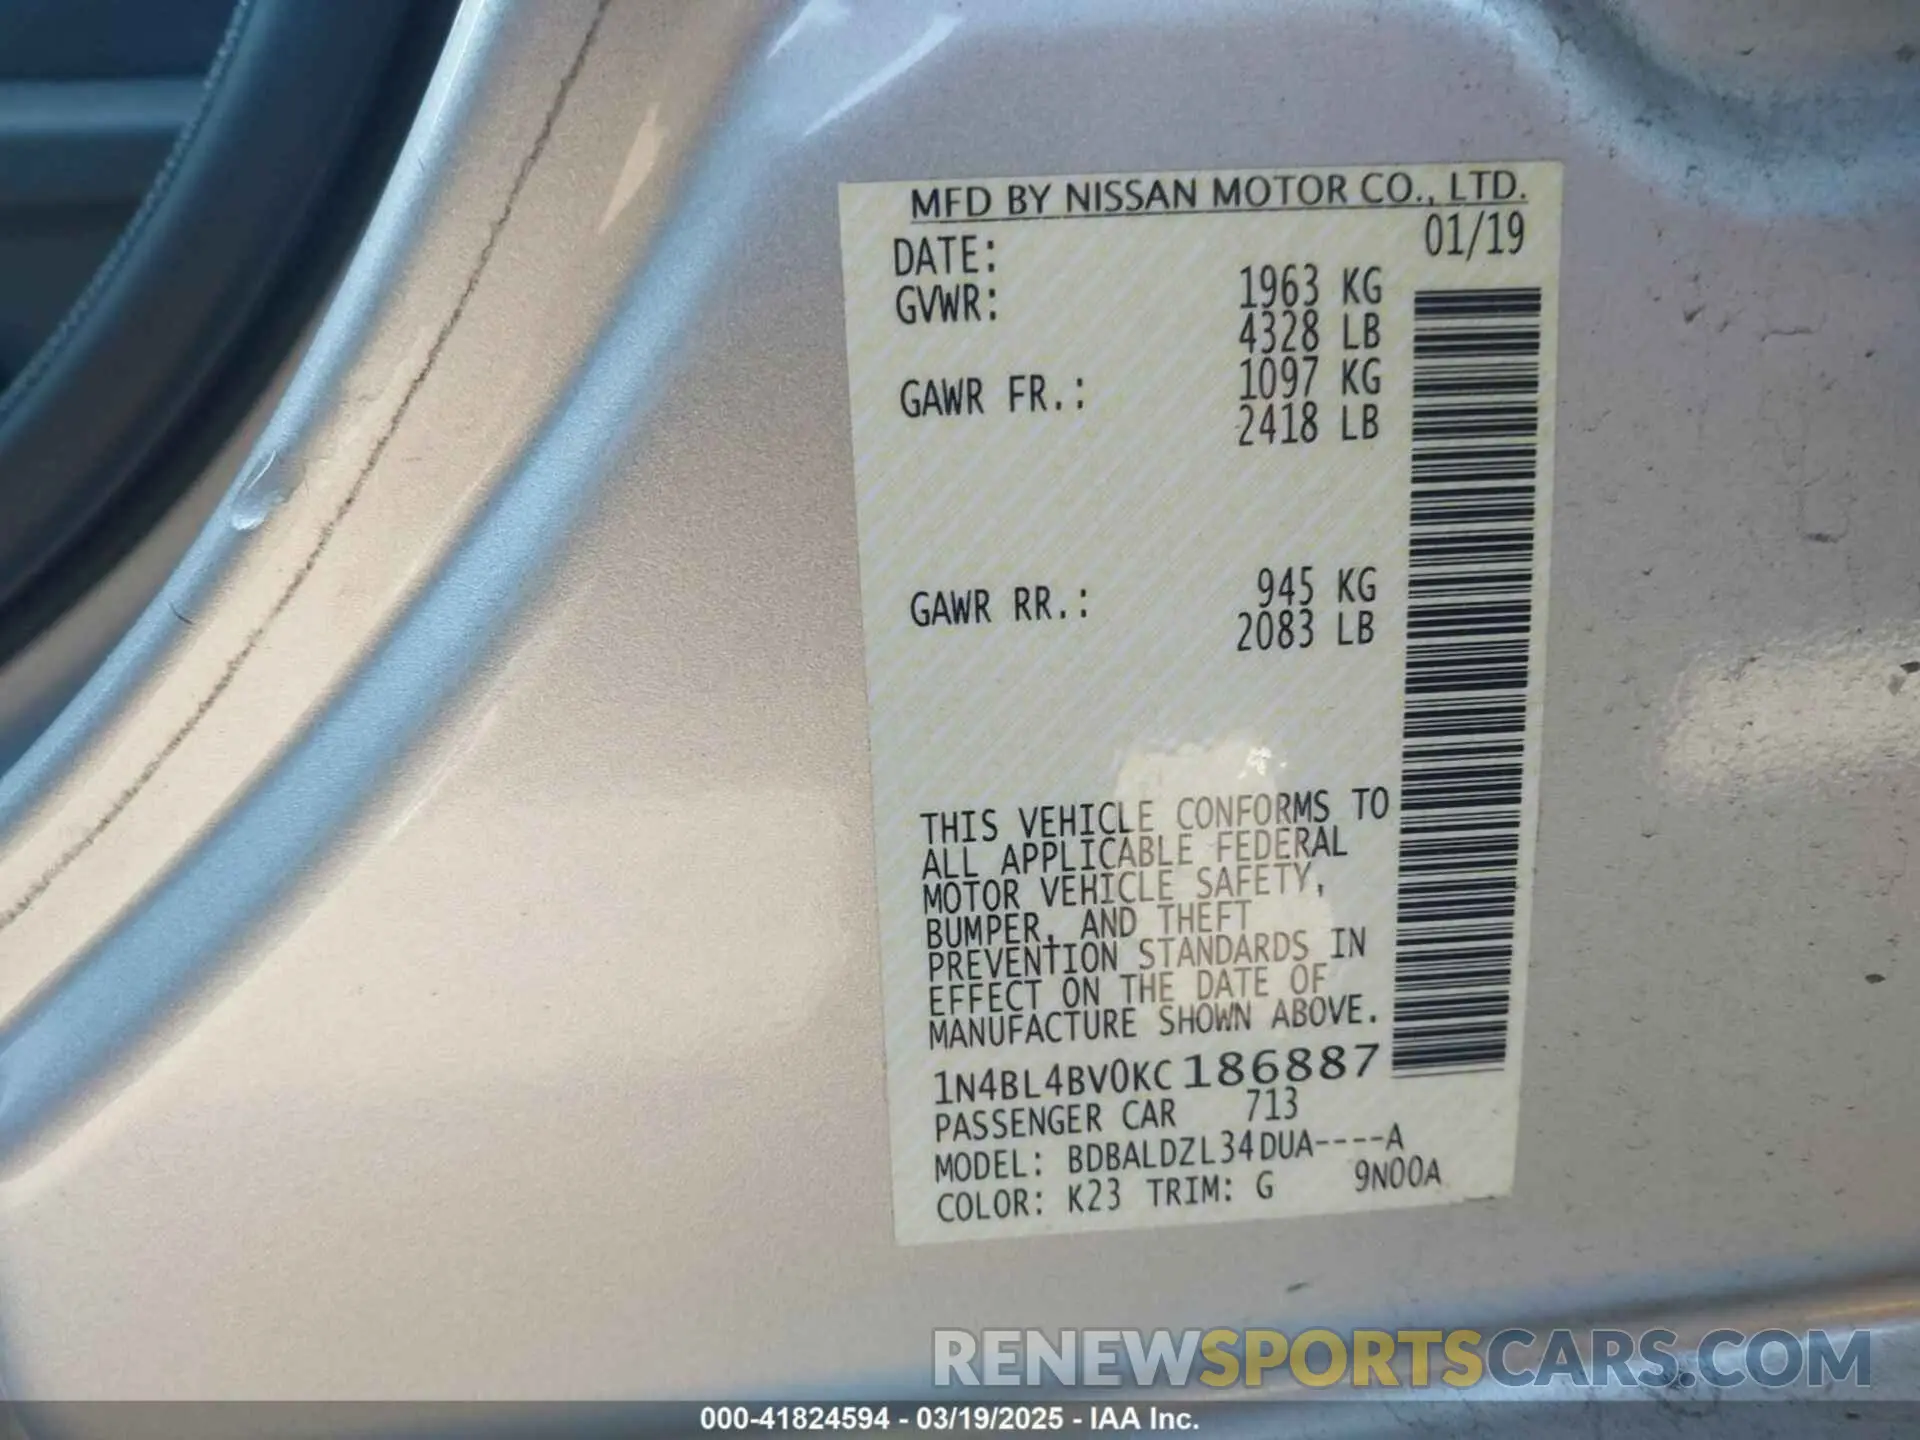 MFD BY NISSAN MOTOR CO., LTD.
DATE: 01/19
GVWR: 1963 KG
4328 LB
GAWR FR.: 1097 KG
2418 LB
GAWR RR.: 945 KG
2083 LB
THIS VEHICLE CONFORMS TO
ALL APPLICABLE FEDERAL
MOTOR VEHICLE SAFETY,
BUMPER, AND THEFT
PREVENTION STANDARDS IN
EFFECT ON THE DATE OF
MANUFACTURE SHOWN ABOVE.
1N4BL4BV0KC186887
PASSENGER CAR 713
MODEL: BDBALDZL34DUA----A
COLOR: K23 TRIM: G 9N00A
RENEWSPORTSCARS.COM
000-41824594 - 03/19/2025 - IAA Inc.